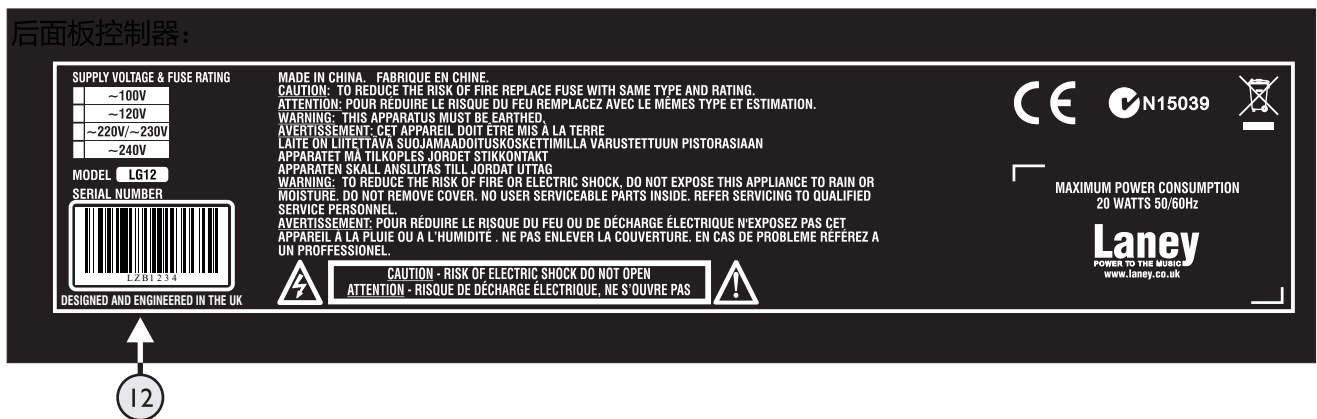 后面板控制器：
SUPPLY VOLTAGE & FUSE RATING
~100V
~120V
~220V/~230V
~240V
MODEL LG12
SERIAL NUMBER
LZB1234
DESIGNED AND ENGINEERED IN THE UK
MADE IN CHINA. FABRIQUE EN CHINE.
CAUTION: TO REDUCE THE RISK OF FIRE REPLACE FUSE WITH SAME TYPE AND RATING.
ATTENTION: POUR RÉDUIRE LE RISQUE DU FEU REMPLACEZ AVEC LE MÊMES TYPE ET ESTIMATION.
WARNING: THIS APPARATUS MUST BE EARTHED.
AVERTISSEMENT: CET APPAREIL DOIT ÊTRE MIS À LA TERRE
LAITE ON LIITETTÄVÄ SUOJAMAADOITUSKOSKETTIMILLA VARUSTETTUUN PISTORASIAAN
APPARATET MÅ TILKOPLES JORDET STIKKONTAKT
APPARATEN SKALL ANSLUTAS TILL JORDAT UTTAG
WARNING: TO REDUCE THE RISK OF FIRE OR ELECTRIC SHOCK, DO NOT EXPOSE THIS APPLIANCE TO RAIN OR
MOISTURE. DO NOT REMOVE COVER. NO USER SERVICEABLE PARTS INSIDE. REFER SERVICING TO QUALIFIED
SERVICE PERSONNEL.
AVERTISSEMENT: POUR RÉDUIRE LE RISQUE DU FEU OU DE DÉCHARGE ÉLECTRIQUE N'EXPOSEZ PAS CET
APPAREIL À LA PLUIE OU A L'HUMIDITÉ . NE PAS ENLEVER LA COUVERTURE. EN CAS DE PROBLEME RÉFÉREZ A
UN PROFFESSIONEL.
CAUTION - RISK OF ELECTRIC SHOCK DO NOT OPEN
ATTENTION - RISQUE DE DÉCHARGE ÉLECTRIQUE, NE S'OUVRE PAS
CE
N15039
MAXIMUM POWER CONSUMPTION
20 WATTS 50/60Hz
Laney
POWER TO THE MUSIC
www.laney.co.uk
12